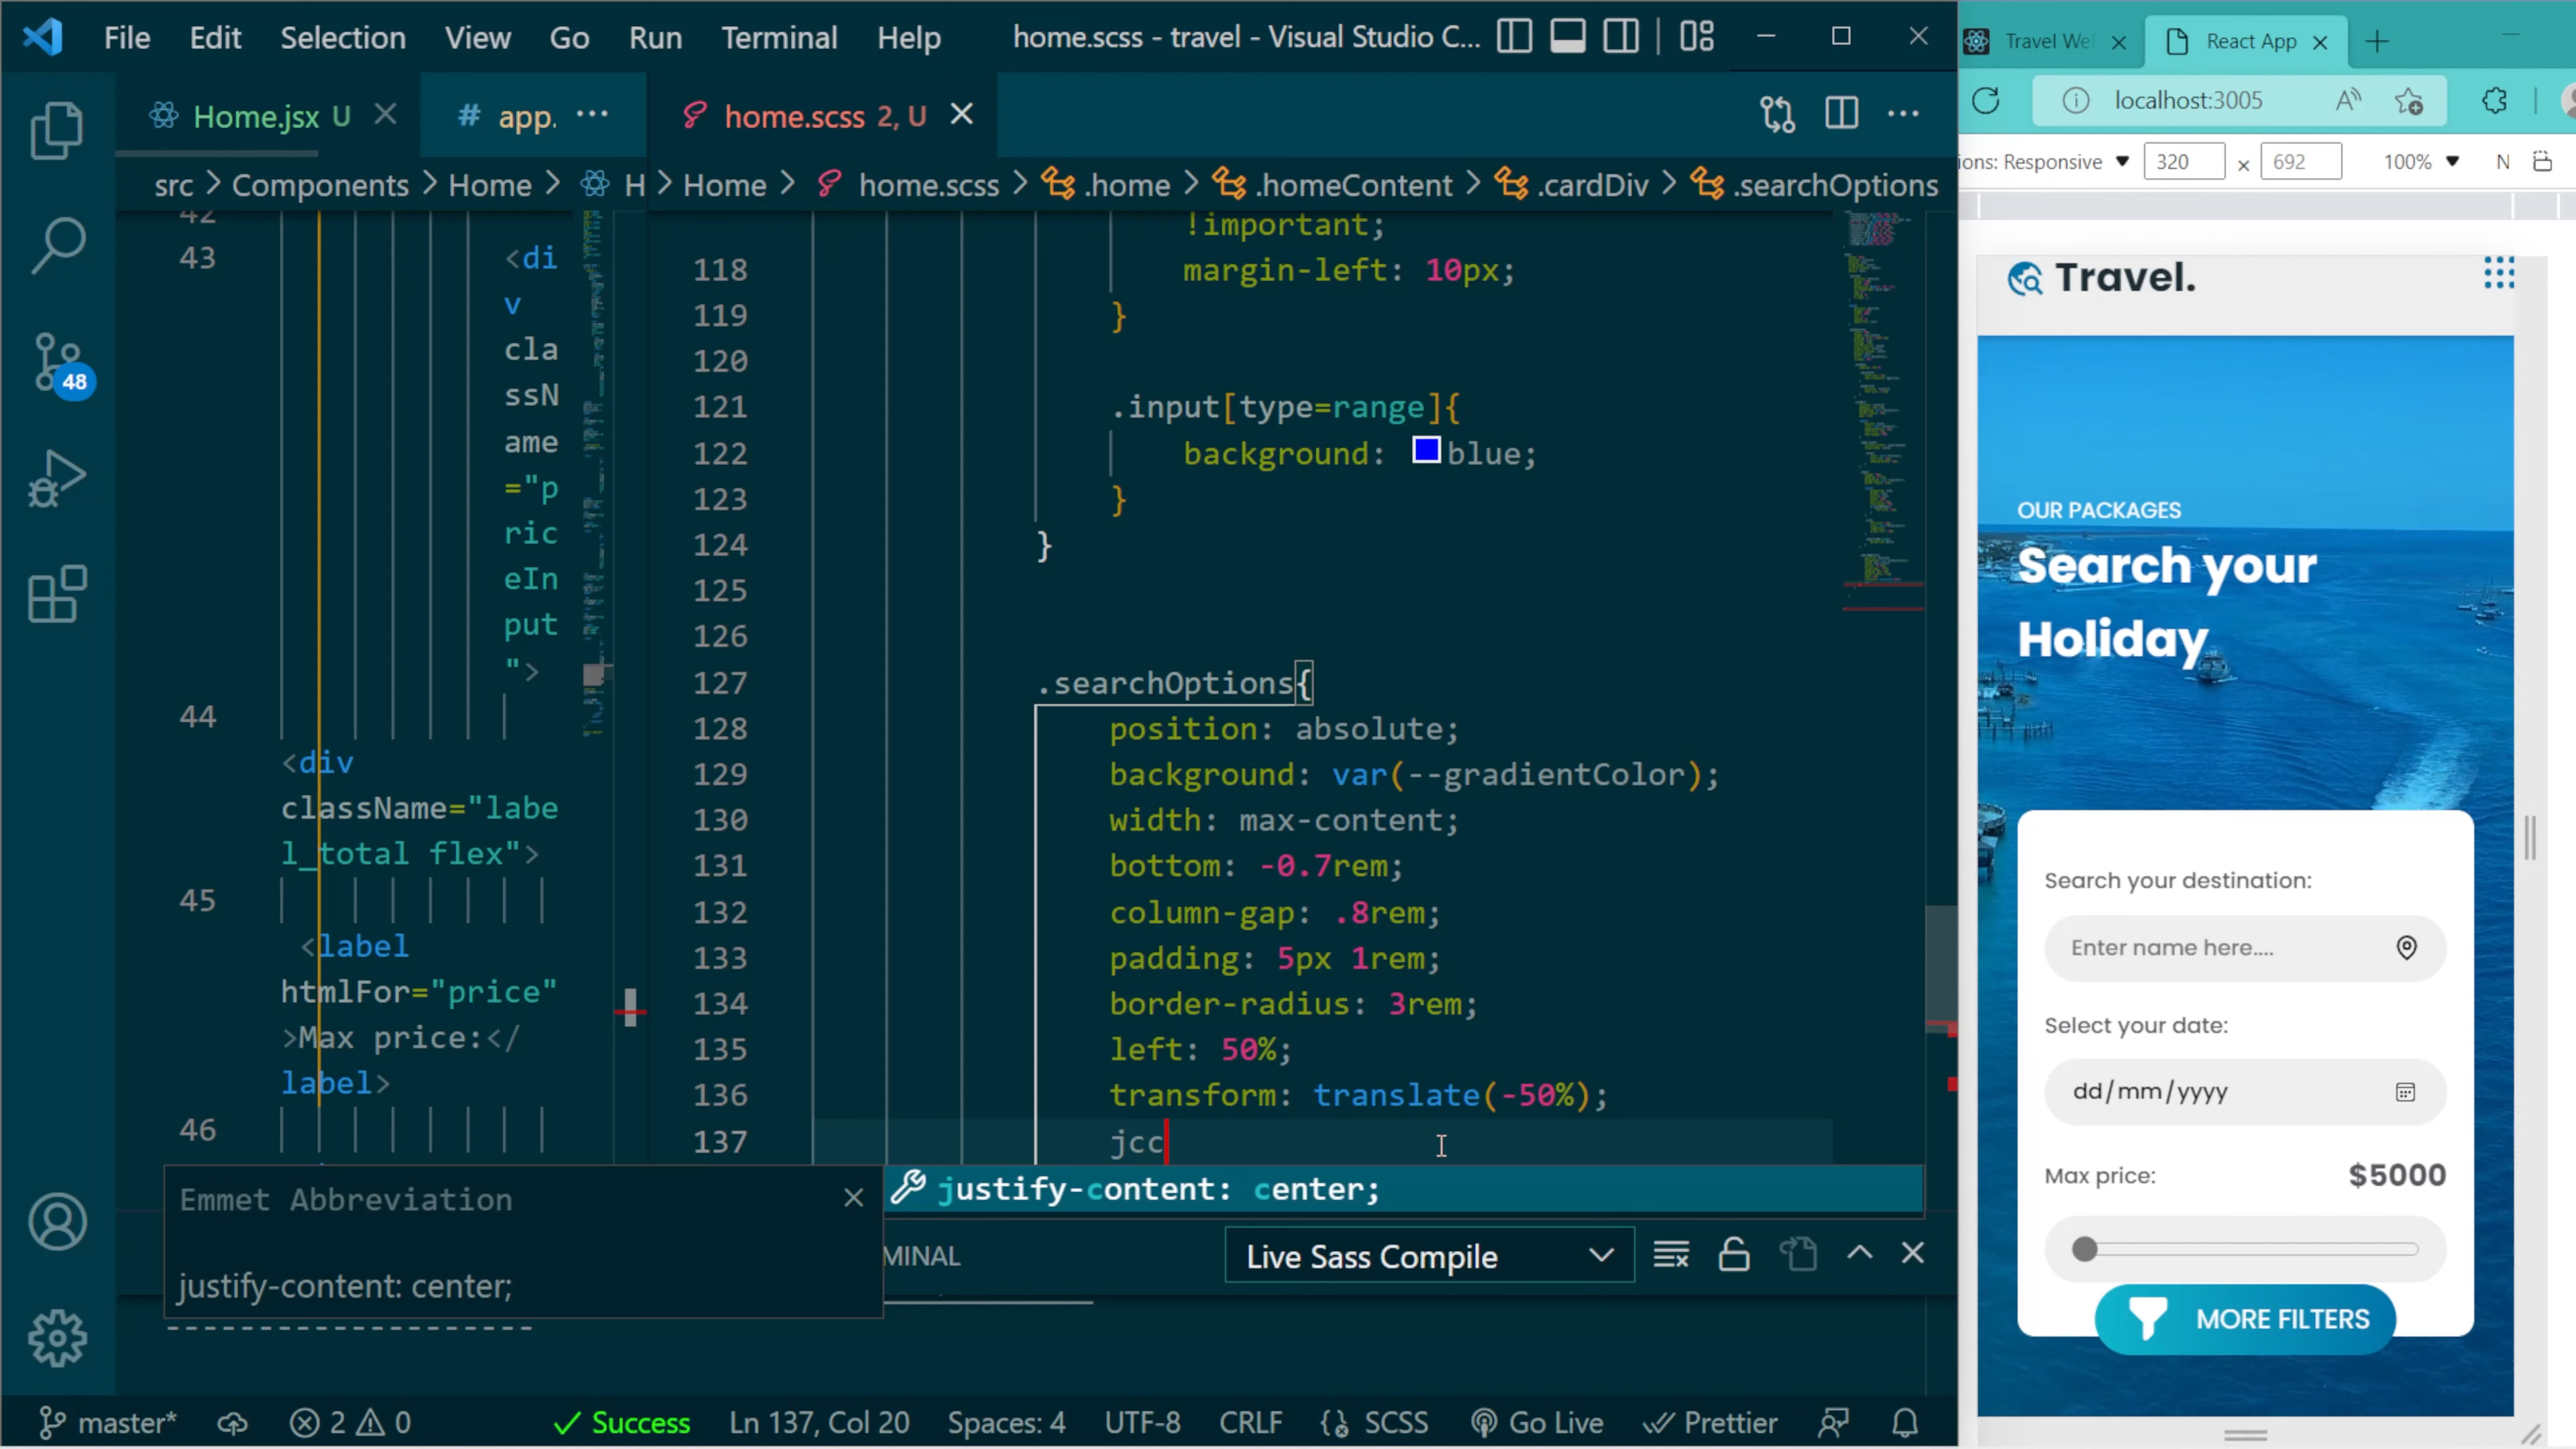 File Edit Selection View Go Run Terminal Help home.scss - travel - Visual Studio C...
Home.jsx U
# app. ...
home.scss 2, U
src > Components > Home > H
> Home > home.scss > .home > .homeContent > .cardDiv > .searchOptions
42
43 <di
v
cla
ssN
ame
="p
ric
eIn
put
">
44
<div
className="labe
l_total flex">
45
<label
htmlFor="price"
>Max price:</
label>
46
!important;
118 margin-left: 10px;
119 }
120
121 .input[type=range]{
122 background: blue;
123 }
124 }
125
126
127 .searchOptions{
128 position: absolute;
129 background: var(--gradientColor);
130 width: max-content;
131 bottom: -0.7rem;
132 column-gap: .8rem;
133 padding: 5px 1rem;
134 border-radius: 3rem;
135 left: 50%;
136 transform: translate(-50%);
137 jcc
justify-content: center;
Emmet Abbreviation
justify-content: center;
MINAL
Live Sass Compile
48
master* 2 0 Success Ln 137, Col 20 Spaces: 4 UTF-8 CRLF SCSS Go Live Prettier
Travel We
React App
localhost:3005
ions: Responsive 320 × 692 100% N
Travel.
OUR PACKAGES
Search your
Holiday
Search your destination:
Enter name here....
Select your date:
dd/mm/yyyy
Max price: $5000
MORE FILTERS